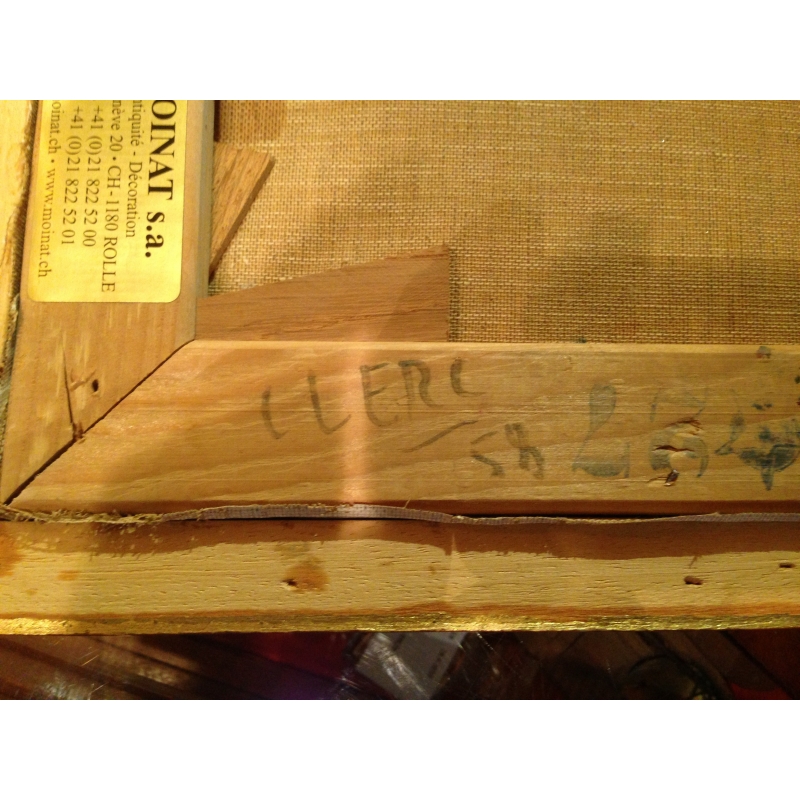 OINAT s.a.
ntiquité - Décoration
nève 20 • CH-1180 ROLLE
+41 (0)21 822 52 00
+41 (0)21 822 52 01
oinat.ch • www.moinat.ch
CLERC
58